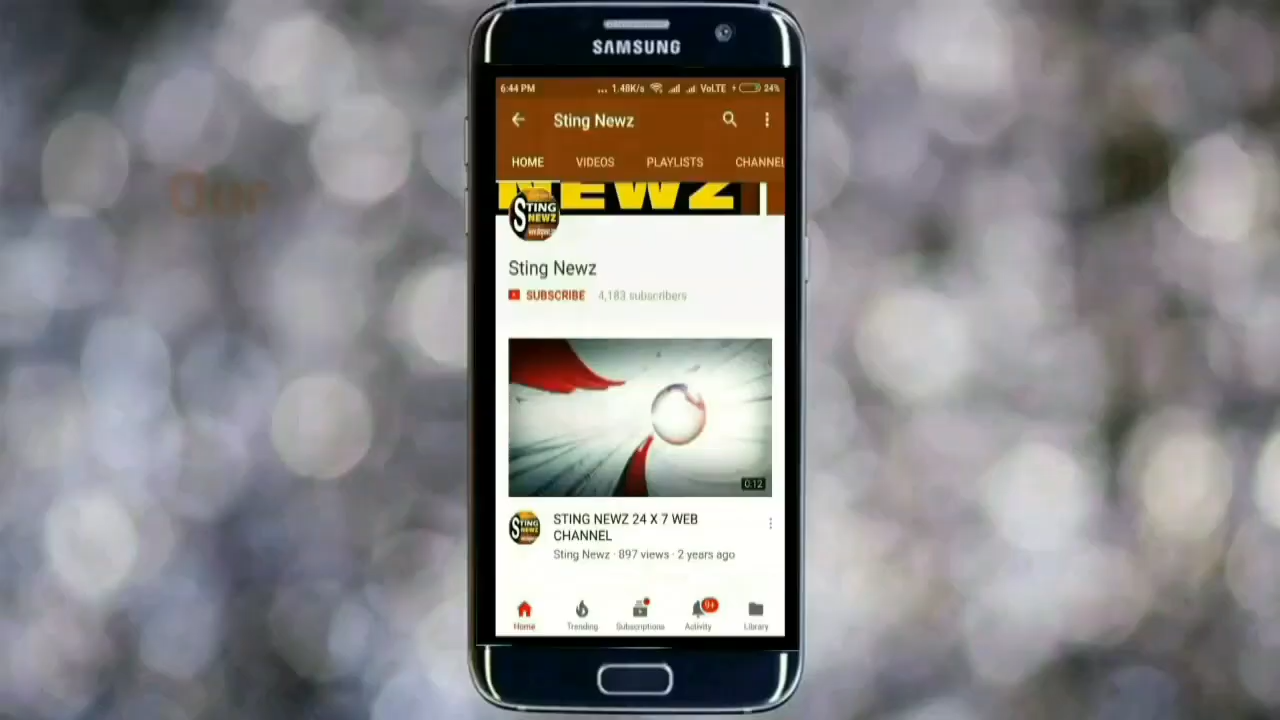 SAMSUNG
6:44 PM ... 1.48K/s VoLTE 24%
Sting Newz
HOME VIDEOS PLAYLISTS CHANNEL
NEWZ
STING
NEWZ
Sting Newz
SUBSCRIBE 4,183 subscribers
0:12
STING
NEWZ
STING NEWZ 24 X 7 WEB
CHANNEL
Sting Newz · 897 views · 2 years ago
9+
Home Trending Subscriptions Activity Library